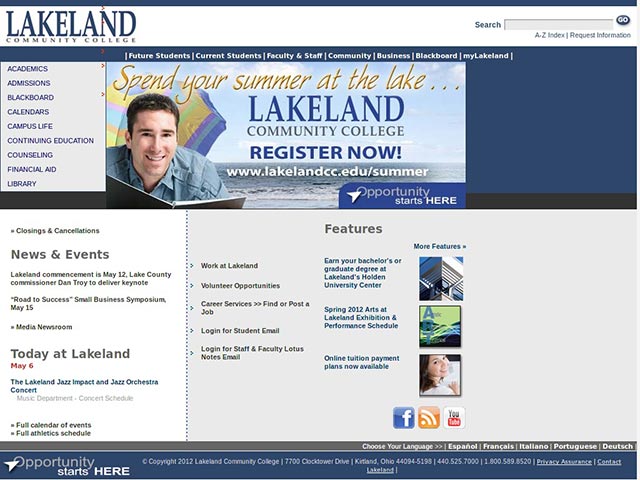 LAKELAND
COMMUNITY COLLEGE
Search
GO
A-Z Index | Request Information
| Future Students | Current Students | Faculty & Staff | Community | Business | Blackboard | myLakeland |
ACADEMICS
ADMISSIONS
BLACKBOARD
CALENDARS
CAMPUS LIFE
CONTINUING EDUCATION
COUNSELING
FINANCIAL AID
LIBRARY
Spend your summer at the lake . . .
LAKELAND
COMMUNITY COLLEGE
REGISTER NOW!
www.lakelandcc.edu/summer
Opportunity
starts HERE
» Closings & Cancellations
News & Events
Lakeland commencement is May 12, Lake County
commissioner Dan Troy to deliver keynote
"Road to Success" Small Business Symposium,
May 15
» Media Newsroom
Today at Lakeland
May 6
The Lakeland Jazz Impact and Jazz Orchestra
Concert
Music Department - Concert Schedule
» Full calendar of events
» Full athletics schedule
Work at Lakeland
Volunteer Opportunities
Career Services >> Find or Post a
Job
Login for Student Email
Login for Staff & Faculty Lotus
Notes Email
Features
More Features »
Earn your bachelor's or
graduate degree at
Lakeland's Holden
University Center
Spring 2012 Arts at
Lakeland Exhibition &
Performance Schedule
Online tuition payment
plans now available
You
Tube
Choose Your Language >> | Español | Français | Italiano | Portuguese | Deutsch
Opportunity
starts HERE
© Copyright 2012 Lakeland Community College | 7700 Clocktower Drive | Kirtland, Ohio 44094-5198 | 440.525.7000 | 1.800.589.8520 | Privacy Assurance | Contact
Lakeland |